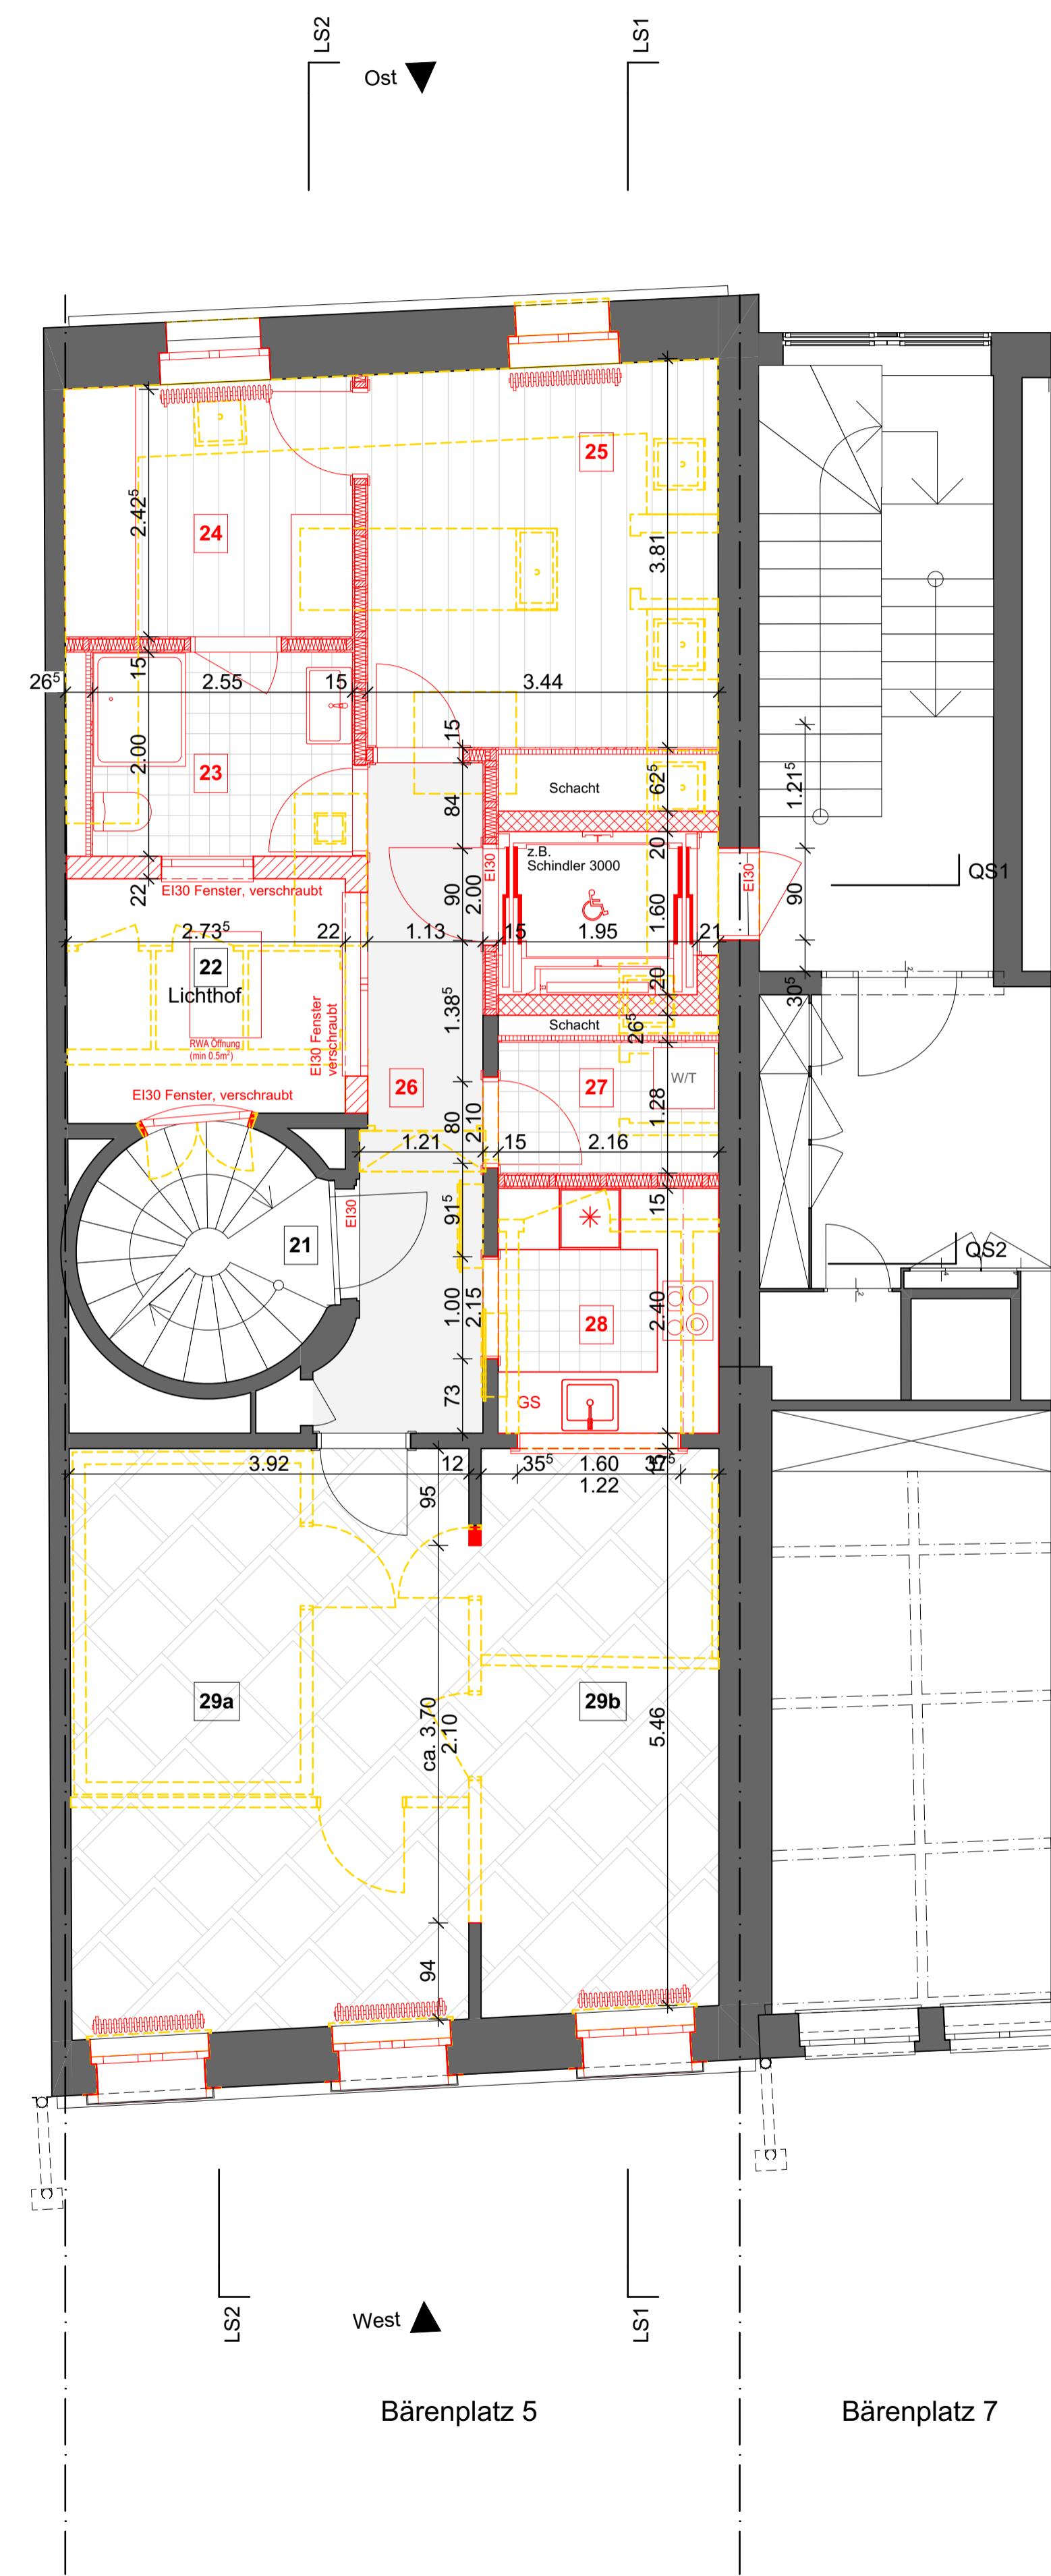 LS2
LS1
Ost
25
24
2.42⁵
3.81
26⁵
15
2.55
15
3.44
15
2.00
23
84
Schacht
62⁵
1.21⁵
z.B.
Schindler 3000
EI30
20
EI30
QS1
EI30 Fenster, verschraubt
22
90
2.00
1.60
90
2.73⁵
22
1.13
15
1.95
21
22
Lichthof
20
30⁵
1.38⁵
Schacht
26⁵
RWA Öffnung
(min 0.5m²)
EI30 Fenster
verschraubt
EI30 Fenster, verschraubt
26
27
W/T
80
2.10
1.28
1.21
15
2.16
EI30
91⁵
15
21
QS2
1.00
2.15
28
2.40
73
GS
3.92
12
35⁵
1.60
37⁵
1.22
95
29a
29b
ca. 3.70
2.10
5.46
94
LS2
LS1
West
Bärenplatz 5
Bärenplatz 7